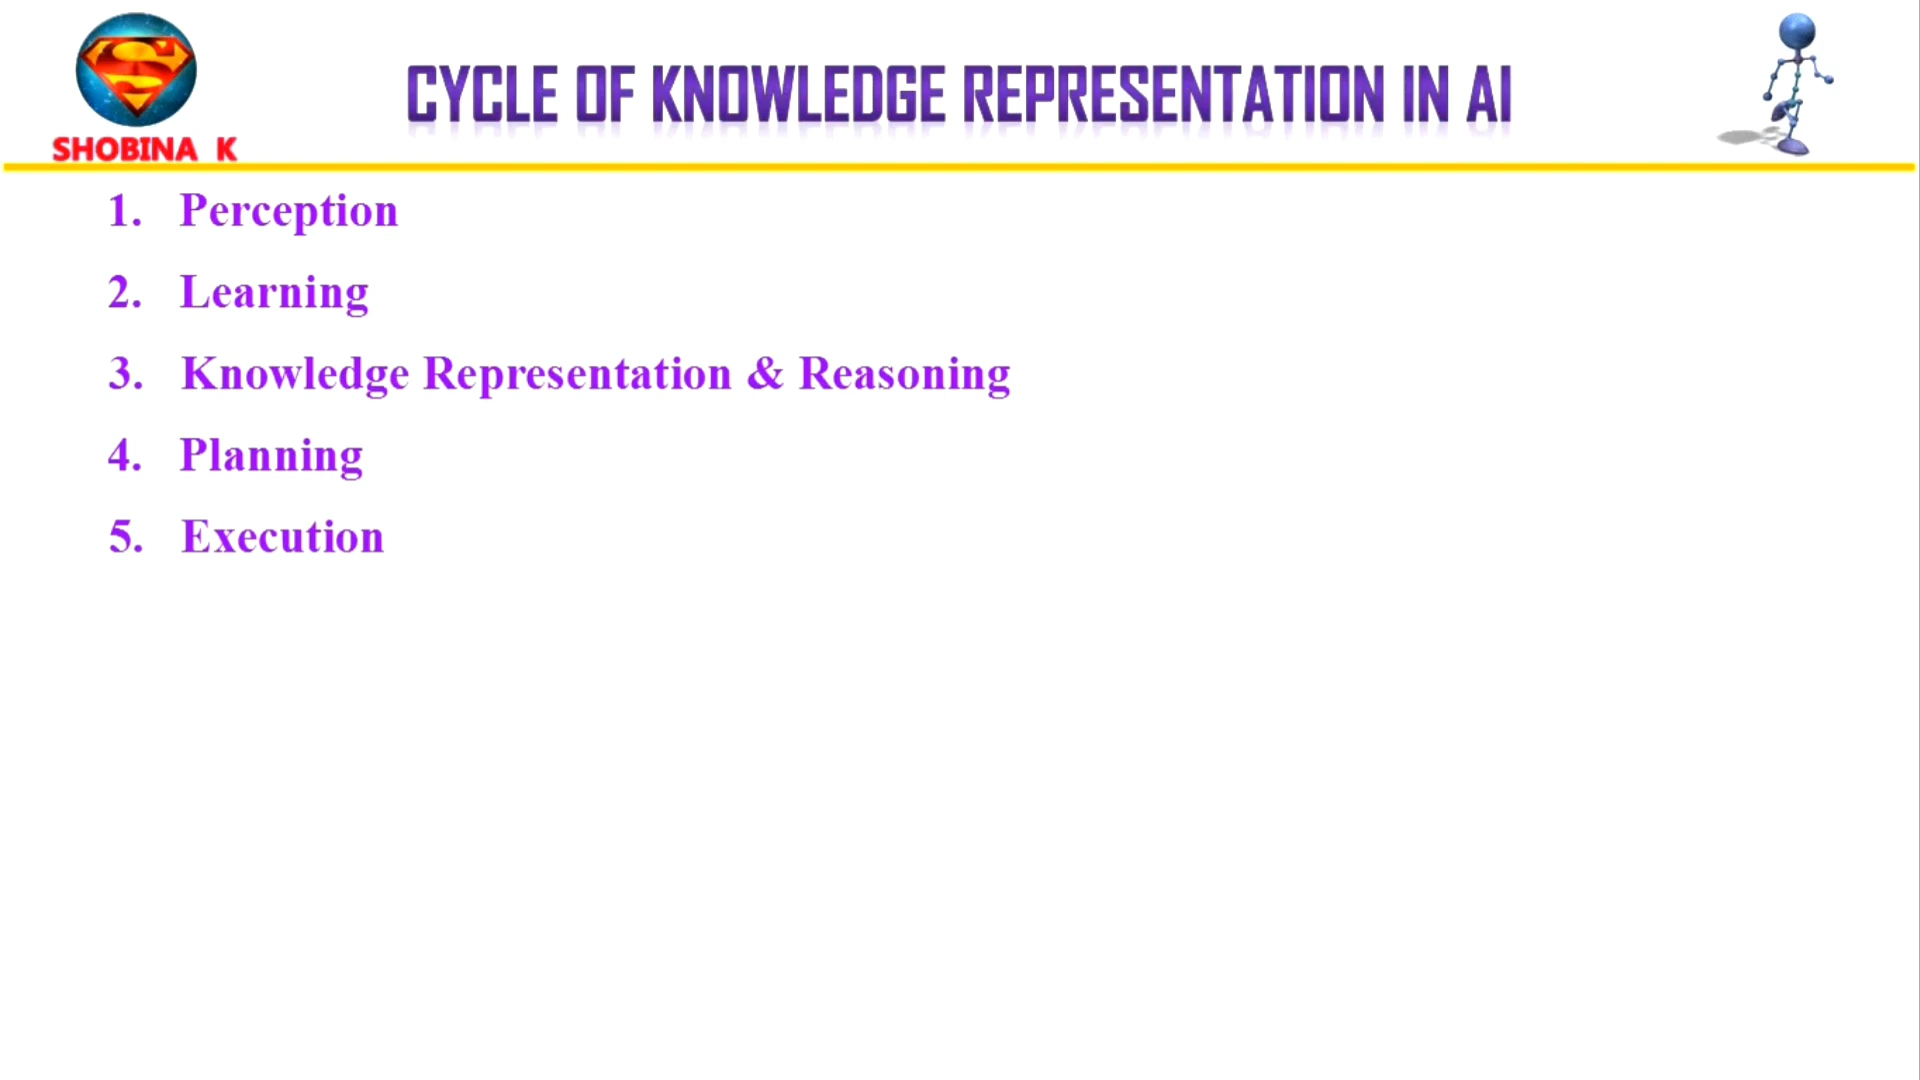 SHOBINA K
CYCLE OF KNOWLEDGE REPRESENTATION IN AI
1. Perception
2. Learning
3. Knowledge Representation & Reasoning
4. Planning
5. Execution